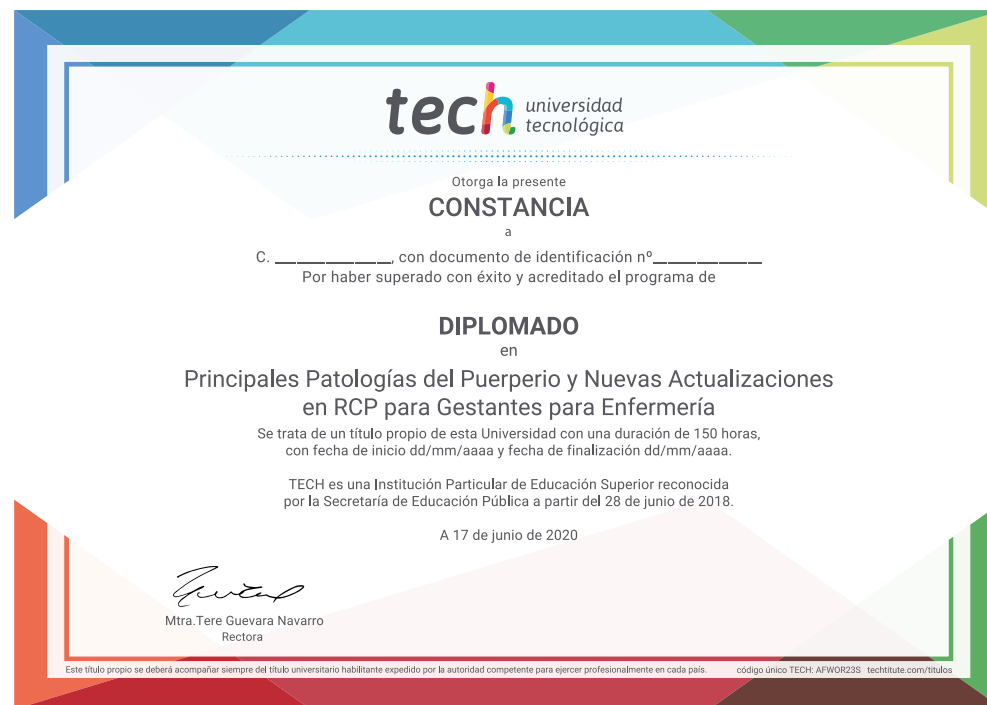 tech universidad
tecnológica
Otorga la presente
CONSTANCIA
a
C. ________________, con documento de identificación nº_______________
Por haber superado con éxito y acreditado el programa de
DIPLOMADO
en
Principales Patologías del Puerperio y Nuevas Actualizaciones
en RCP para Gestantes para Enfermería
Se trata de un título propio de esta Universidad con una duración de 150 horas,
con fecha de inicio dd/mm/aaaa y fecha de finalización dd/mm/aaaa.
TECH es una Institución Particular de Educación Superior reconocida
por la Secretaría de Educación Pública a partir del 28 de junio de 2018.
A 17 de junio de 2020
Mtra.Tere Guevara Navarro
Rectora
Este título propio se deberá acompañar siempre del título universitario habilitante expedido por la autoridad competente para ejercer profesionalmente en cada país. código único TECH: AFWOR23S techtitute.com/titulos